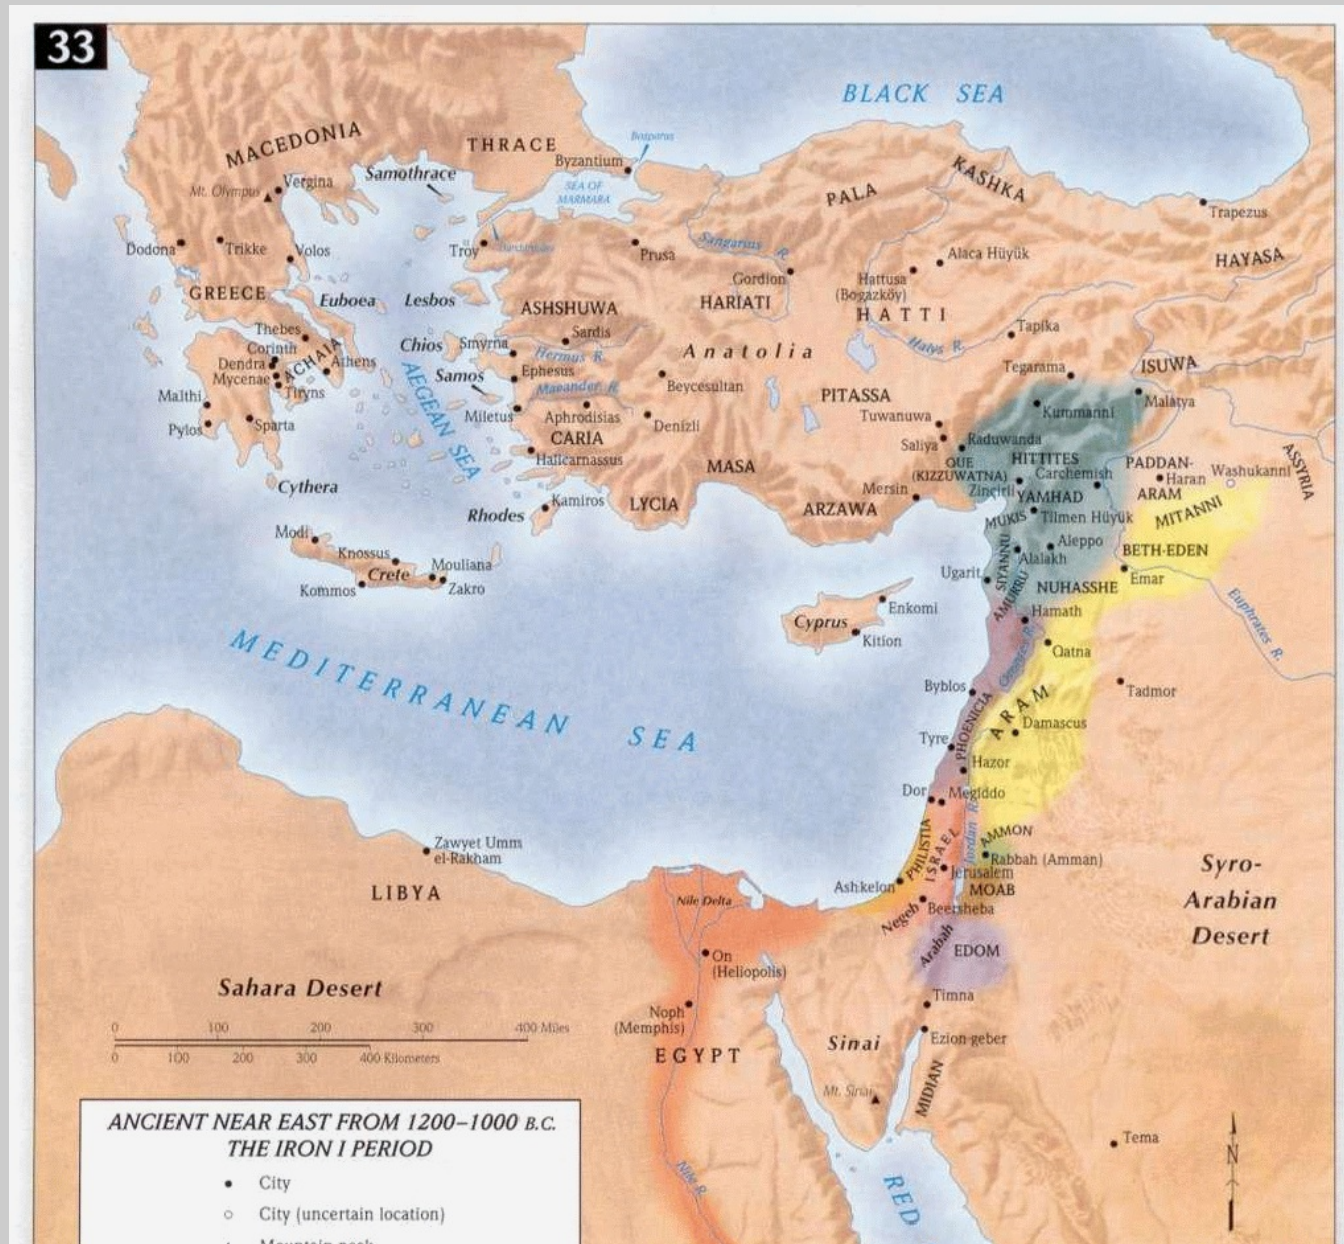 33
BLACK SEA
MACEDONIA
THRACE
Bosporus
Byzantium
Samothrace
SEA OF
MARMARA
KASHKA
PALA
Mt. Olympus
Vergina
Trapezus
Dodona
Trikke
Volos
Troy
Prusa
Sangarius R.
Gordion
Alaca Hüyük
Hattusa
(Bogazköy)
HAYASA
GREECE
Euboea
Lesbos
ASHSHUWA
HARIATI
HATTI
Thebes
Corinth
Dendra
Mycenae
ACHAIA
Athens
Tiryns
Chios
Smyrna
Sardis
Hermus R.
Anatolia
Halys R.
Tapika
Samos
Ephesus
Maeander R.
Beycesultan
Tegarama
ISUWA
Malthi
Pylos
Sparta
AEGEAN SEA
Miletus
Aphrodisias
Denizli
PITASSA
Tuwanuwa
Kummanni
Malatya
CARIA
Halicarnassus
Saliya
Raduwanda
QUE
(KIZZUWATNA)
HITTITES
Carchemish
PADDAN-
ARAM
Haran
Washukanni
ASSYRIA
Cythera
MASA
Mersin
Zincirli
YAMHAD
MITANNI
Rhodes
Kamiros
LYCIA
ARZAWA
MUKIS
Tilmen Hüyük
Modi
Knossus
Mouliana
Crete
Kommos
Zakro
Aleppo
Alalakh
BETH-EDEN
SIYANNU
Ugarit
AMURRU
NUHASSHE
Emar
Euphrates R.
Cyprus
Enkomi
Kition
Hamath
Orontes R.
Qatna
MEDITERRANEAN SEA
Byblos
ARAM
Tadmor
PHOENICIA
Damascus
Tyre
Hazor
Dor
Megiddo
Jordan R.
Zawyet Umm
el-Rakham
PHILISTIA
ISRAEL
AMMON
Rabbah (Amman)
Jerusalem
Syro-
Arabian
Desert
LIBYA
Nile Delta
Ashkelon
MOAB
Negeb
Beersheba
Arabah
EDOM
On
(Heliopolis)
Sahara Desert
Noph
(Memphis)
Timna
0 100 200 300 400 Miles
0 100 200 300 400 Kilometers
EGYPT
Sinai
Ezion-geber
MIDIAN
Mt. Sinai
ANCIENT NEAR EAST FROM 1200–1000 B.C.
THE IRON I PERIOD
City
City (uncertain location)
Mountain peak
Tema
N
Nile R.
RED